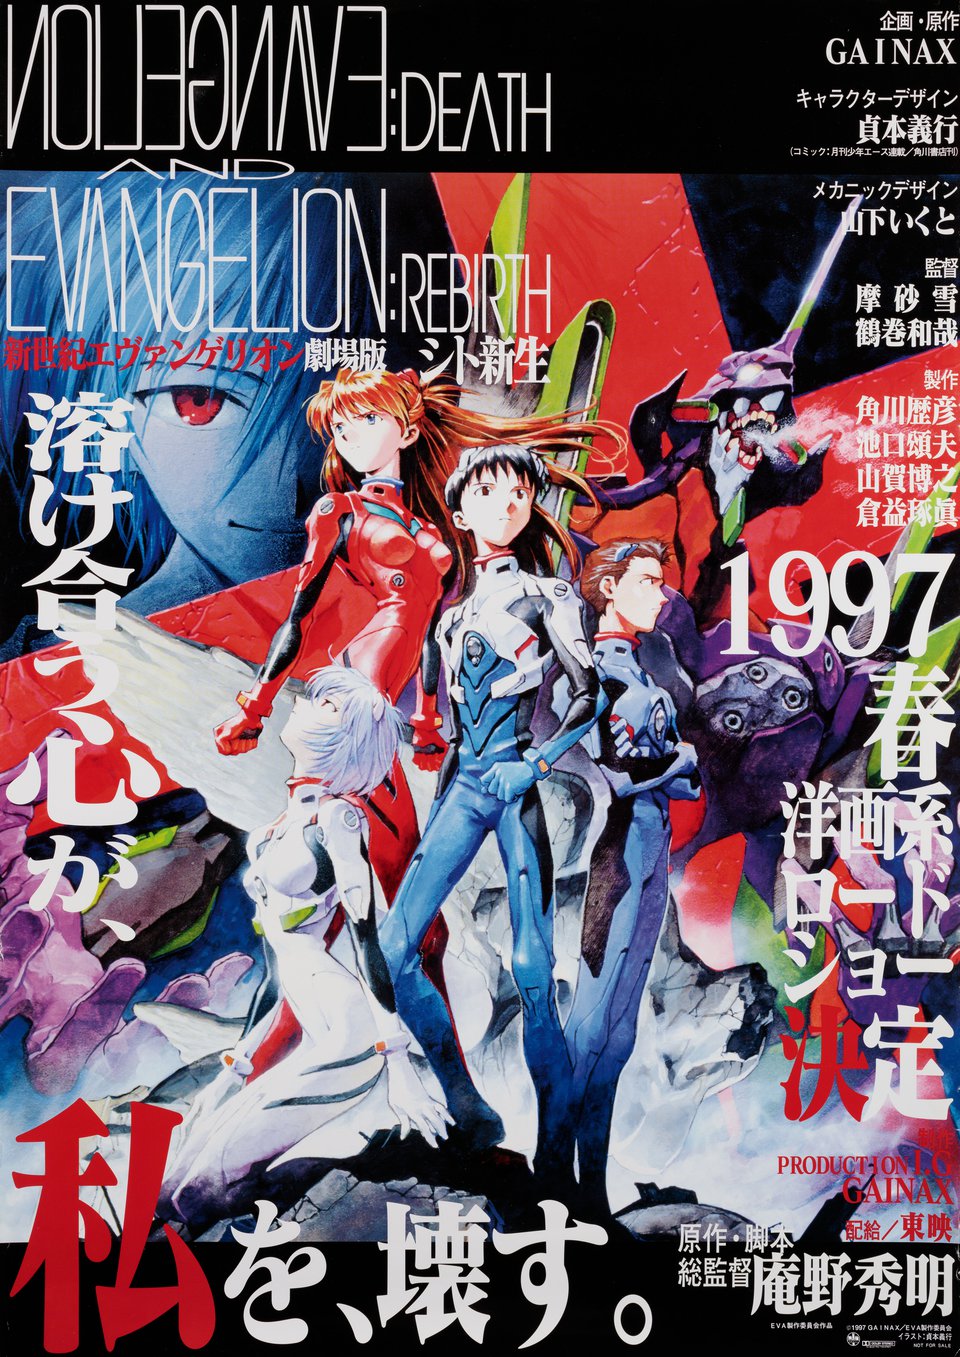 EVANGELION:DEATH
AND
EVANGELION:REBIRTH
新世紀エヴァンゲリオン劇場版 シト新生
企画・原作
GAINAX
キャラクターデザイン
貞本義行
(コミック:月刊少年エース連載/角川書店刊)
メカニックデザイン
山下いくと
監督
摩砂雪
鶴巻和哉
製作
角川歴彦
池口頌夫
山賀博之
倉益琢眞
溶け合う心が、
私を、壊す。
1997
春
洋画系
ロードショー
決定
制作
PRODUCTION I.G
GAINAX
配給/東映
原作・脚本
総監督 庵野秀明
EVA製作委員会作品
©1997 GAINAX/EVA製作委員会
イラスト:貞本義行
NOT FOR SALE